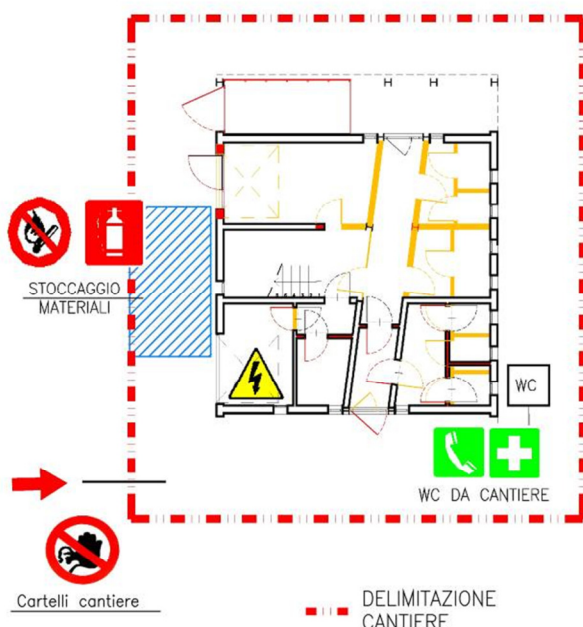 STOCCAGGIO
MATERIALI
WC
WC DA CANTIERE
Cartelli cantiere
DELIMITAZIONE
CANTIERE